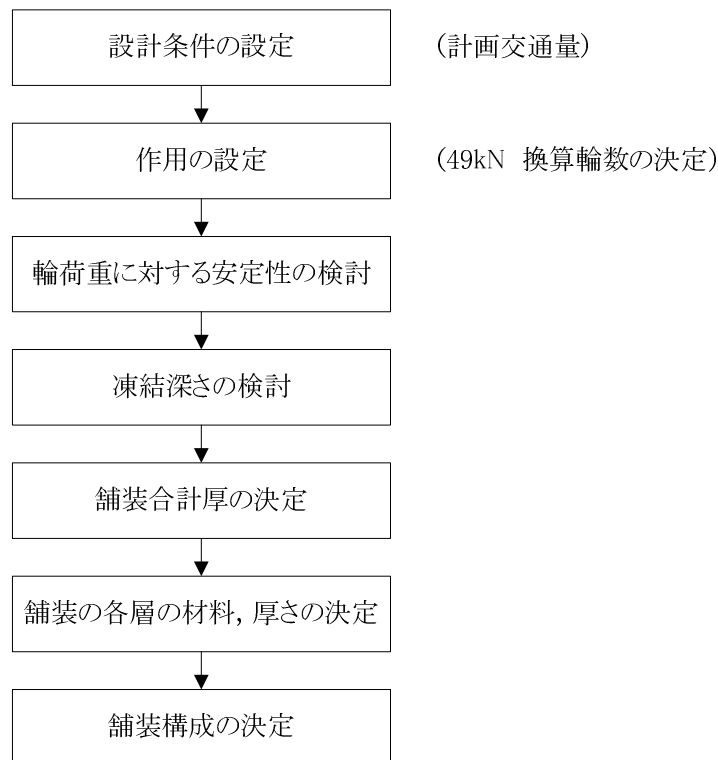 設計条件の設定 (計画交通量)
作用の設定 (49kN 換算輪数の決定)
輪荷重に対する安定性の検討
凍結深さの検討
舗装合計厚の決定
舗装の各層の材料, 厚さの決定
舗装構成の決定